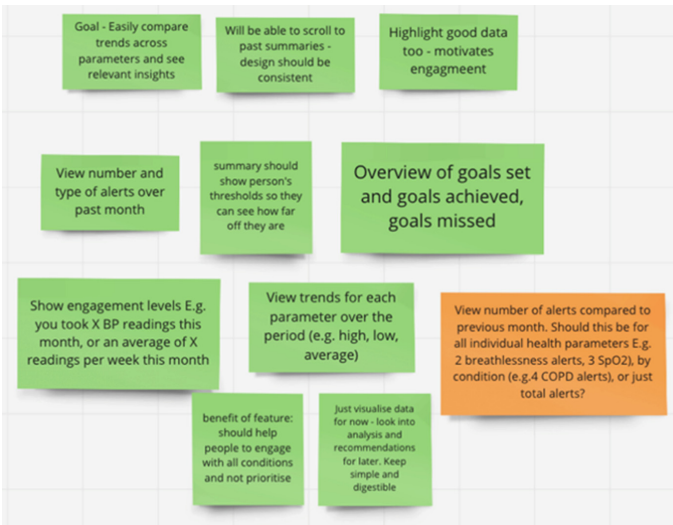 Goal - Easily compare
trends across
parameters and see
relevant insights
Will be able to scroll to
past summaries -
design should be
consistent
Highlight good data
too - motivates
engagmeent
View number and
type of alerts over
past month
summary should
show person's
thresholds so they
can see how far
off they are
Overview of goals set
and goals achieved,
goals missed
Show engagement levels E.g.
you took X BP readings this
month, or an average of X
readings per week this month
View trends for each
parameter over the
period (e.g. high, low,
average)
View number of alerts compared to
previous month. Should this be for
all individual health parameters E.g.
2 breathlessness alerts, 3 SpO2), by
condition (e.g.4 COPD alerts), or just
total alerts?
benefit of feature:
should help
people to engage
with all conditions
and not prioritise
Just visualise data
for now - look into
analysis and
recommendations
for later. Keep
simple and
digestible